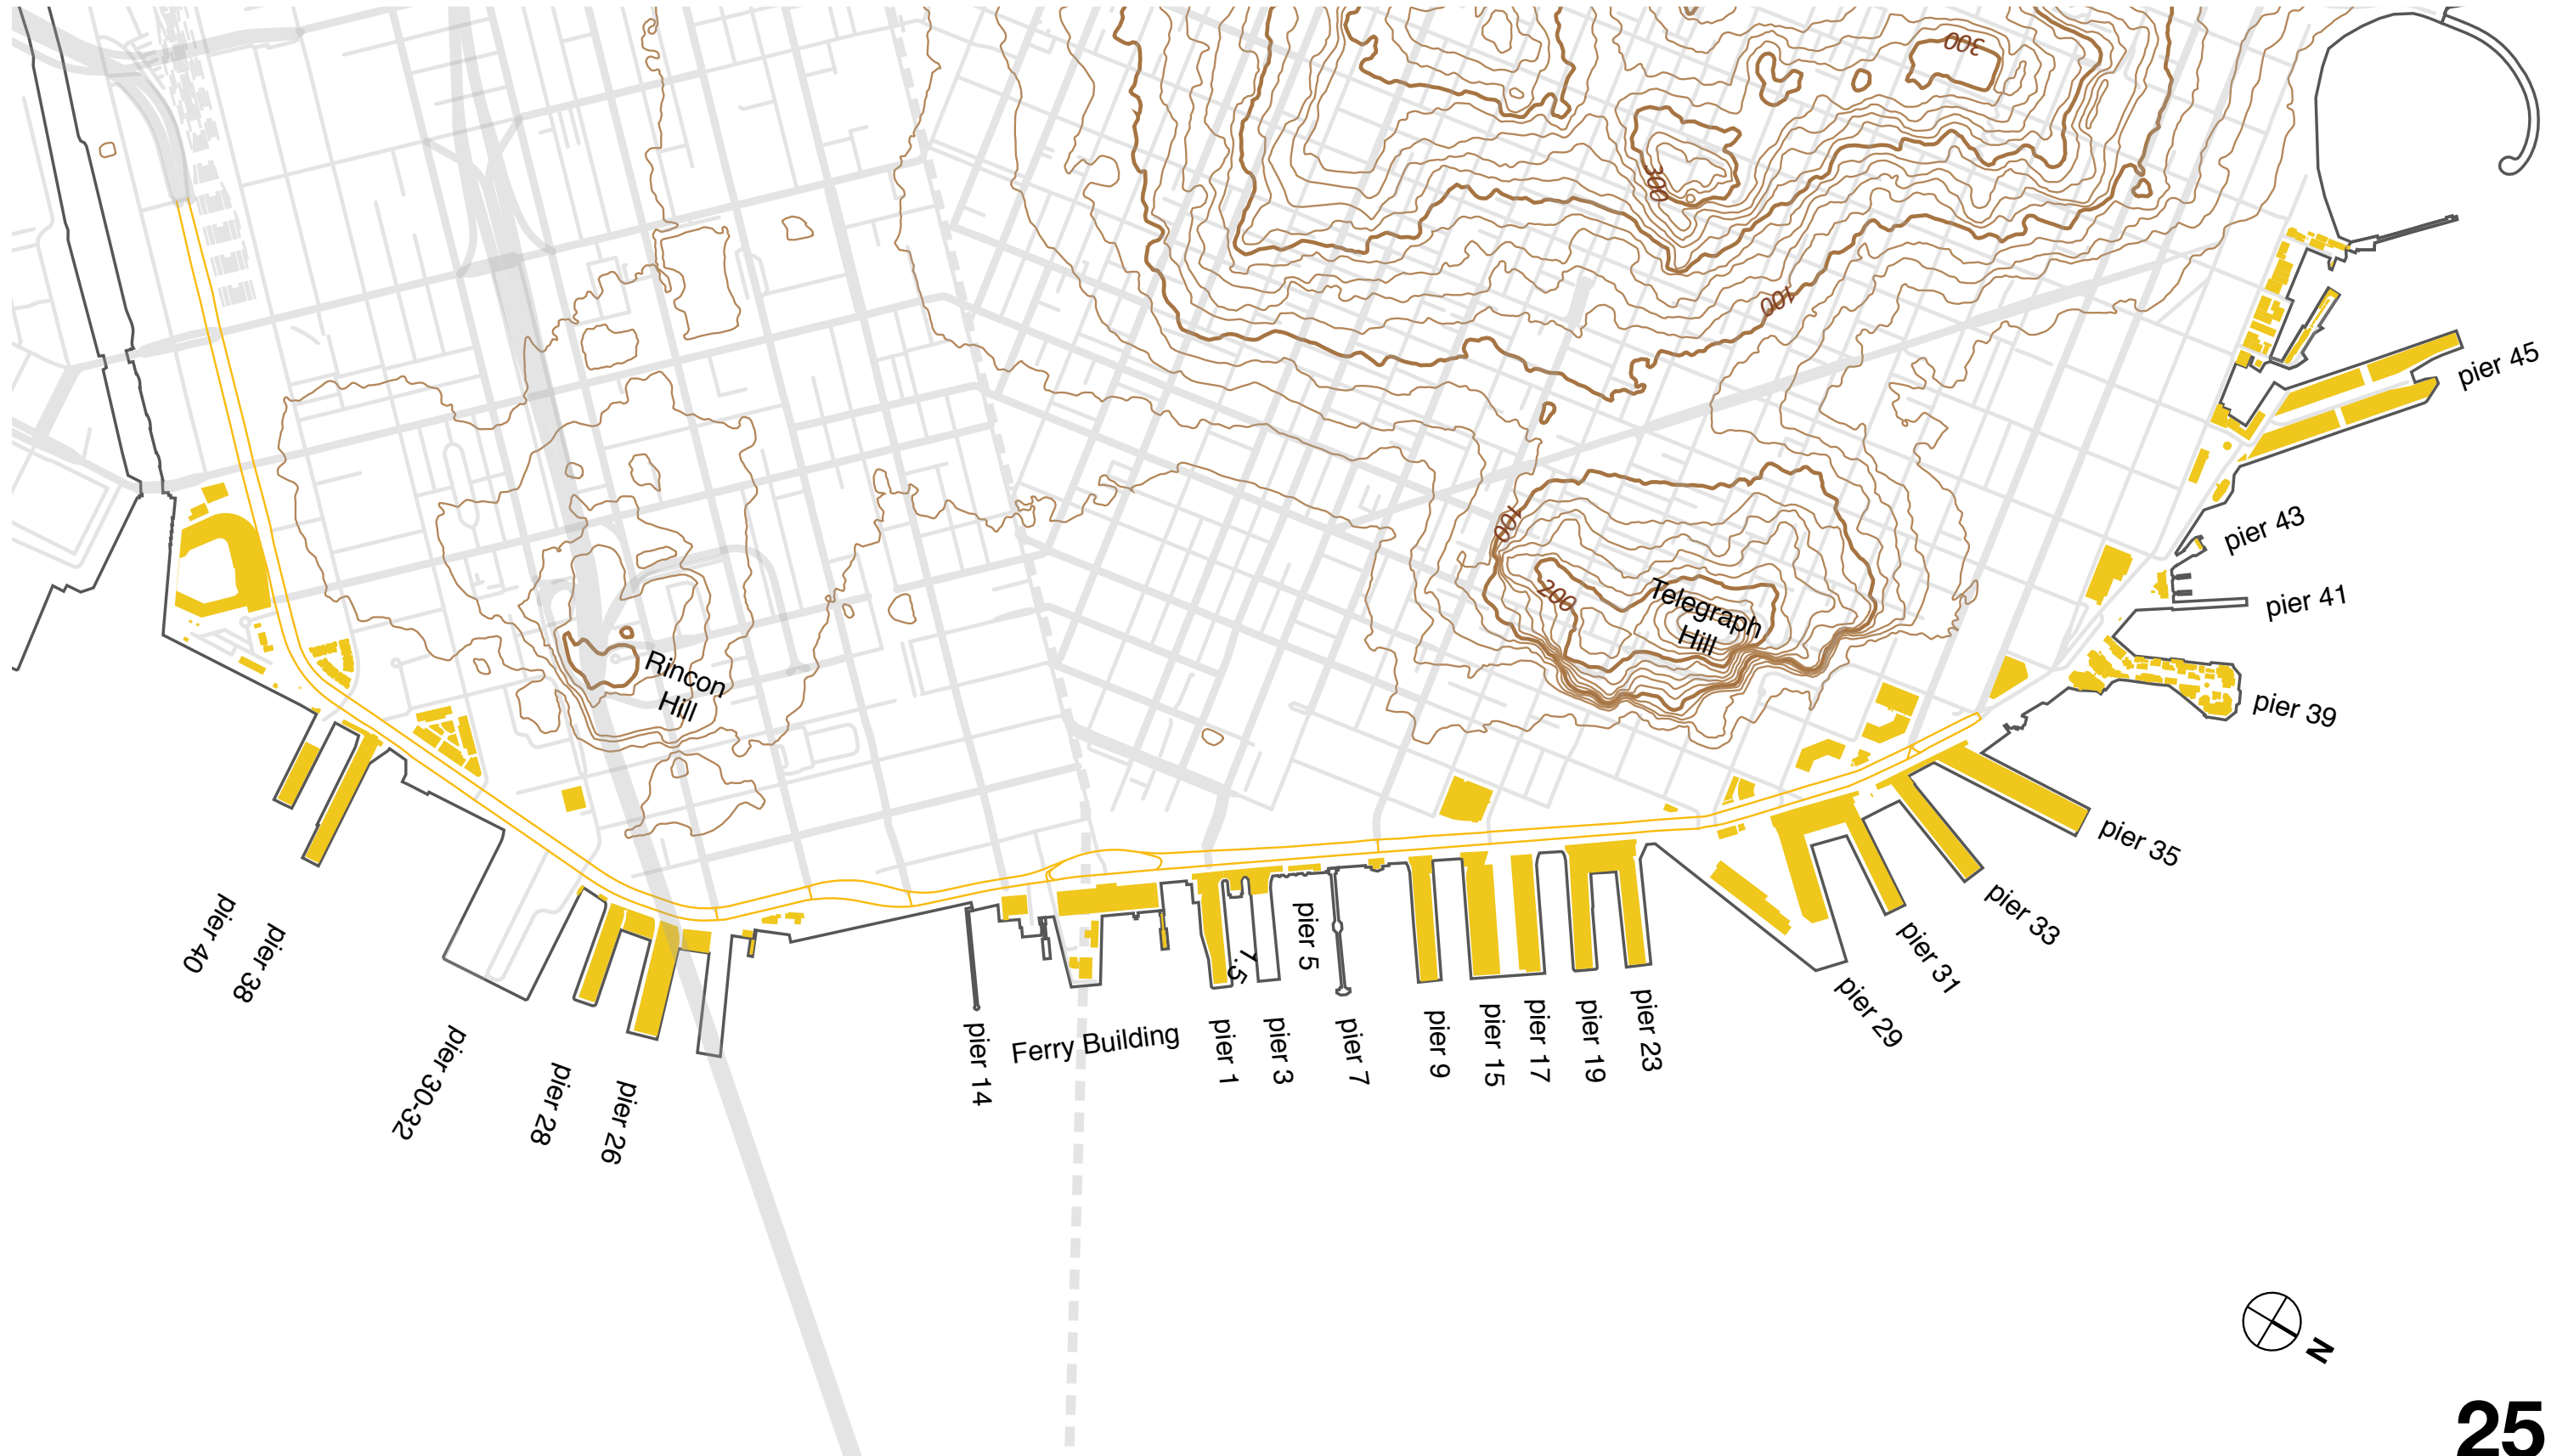 300
300
100
100
200
Telegraph
Hill
Rincon
Hill
pier 45
pier 43
pier 41
pier 39
pier 35
pier 33
pier 31
pier 29
pier 23
pier 19
pier 17
pier 15
pier 9
pier 7
pier 5
pier 3
1.5
pier 1
Ferry Building
pier 14
pier 26
pier 28
pier 30-32
pier 38
pier 40
N
25